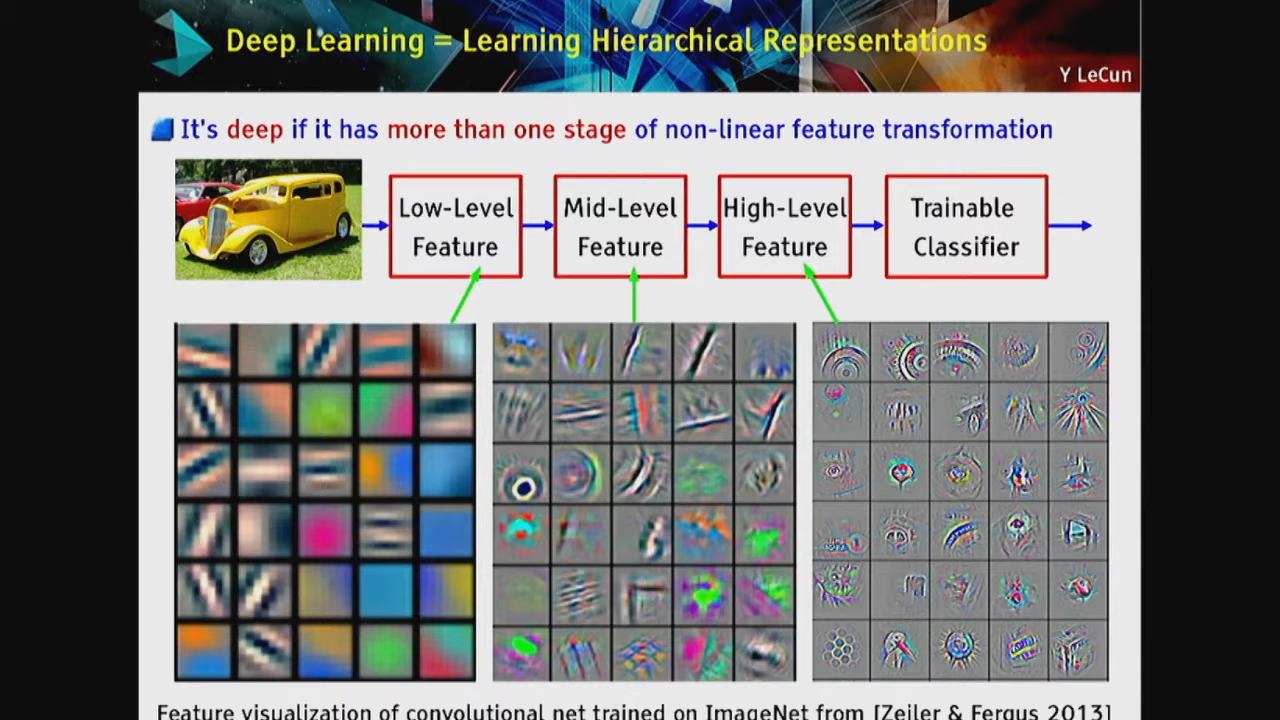 Deep Learning = Learning Hierarchical Representations
Y LeCun
It's deep if it has more than one stage of non-linear feature transformation
Low-Level
Feature
Mid-Level
Feature
High-Level
Feature
Trainable
Classifier
Feature visualization of convolutional net trained on ImageNet from [Zeiler & Fergus 2013]